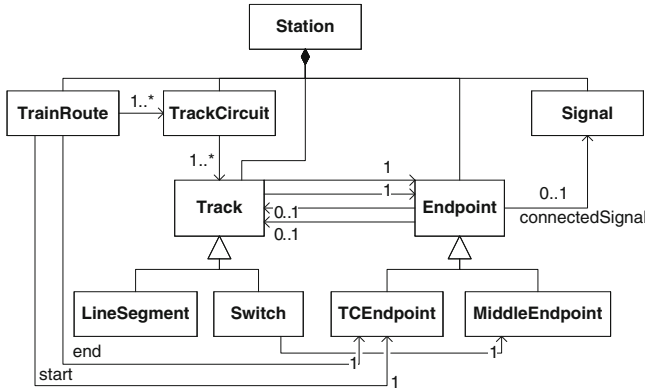 Station
TrainRoute
1..*
TrackCircuit
Signal
1..*
1
1
Track
0..1
0..1
Endpoint
0..1
connectedSignal
LineSegment
Switch
TCEndpoint
MiddleEndpoint
end
1
1
start
1